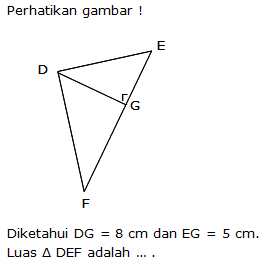 Perhatikan gambar !
E
D
G
F
Diketahui DG = 8 cm dan EG = 5 cm.
Luas Δ DEF adalah ... .